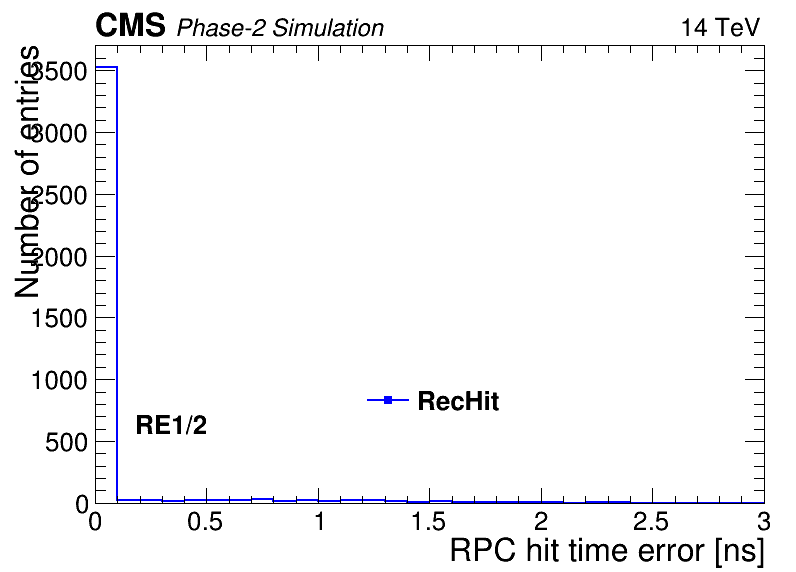 CMS Phase-2 Simulation 14 TeV
Number of entries
3500
3000
2500
2000
1500
1000
500
0
RecHit
RE1/2
0 0.5 1 1.5 2 2.5 3
RPC hit time error [ns]